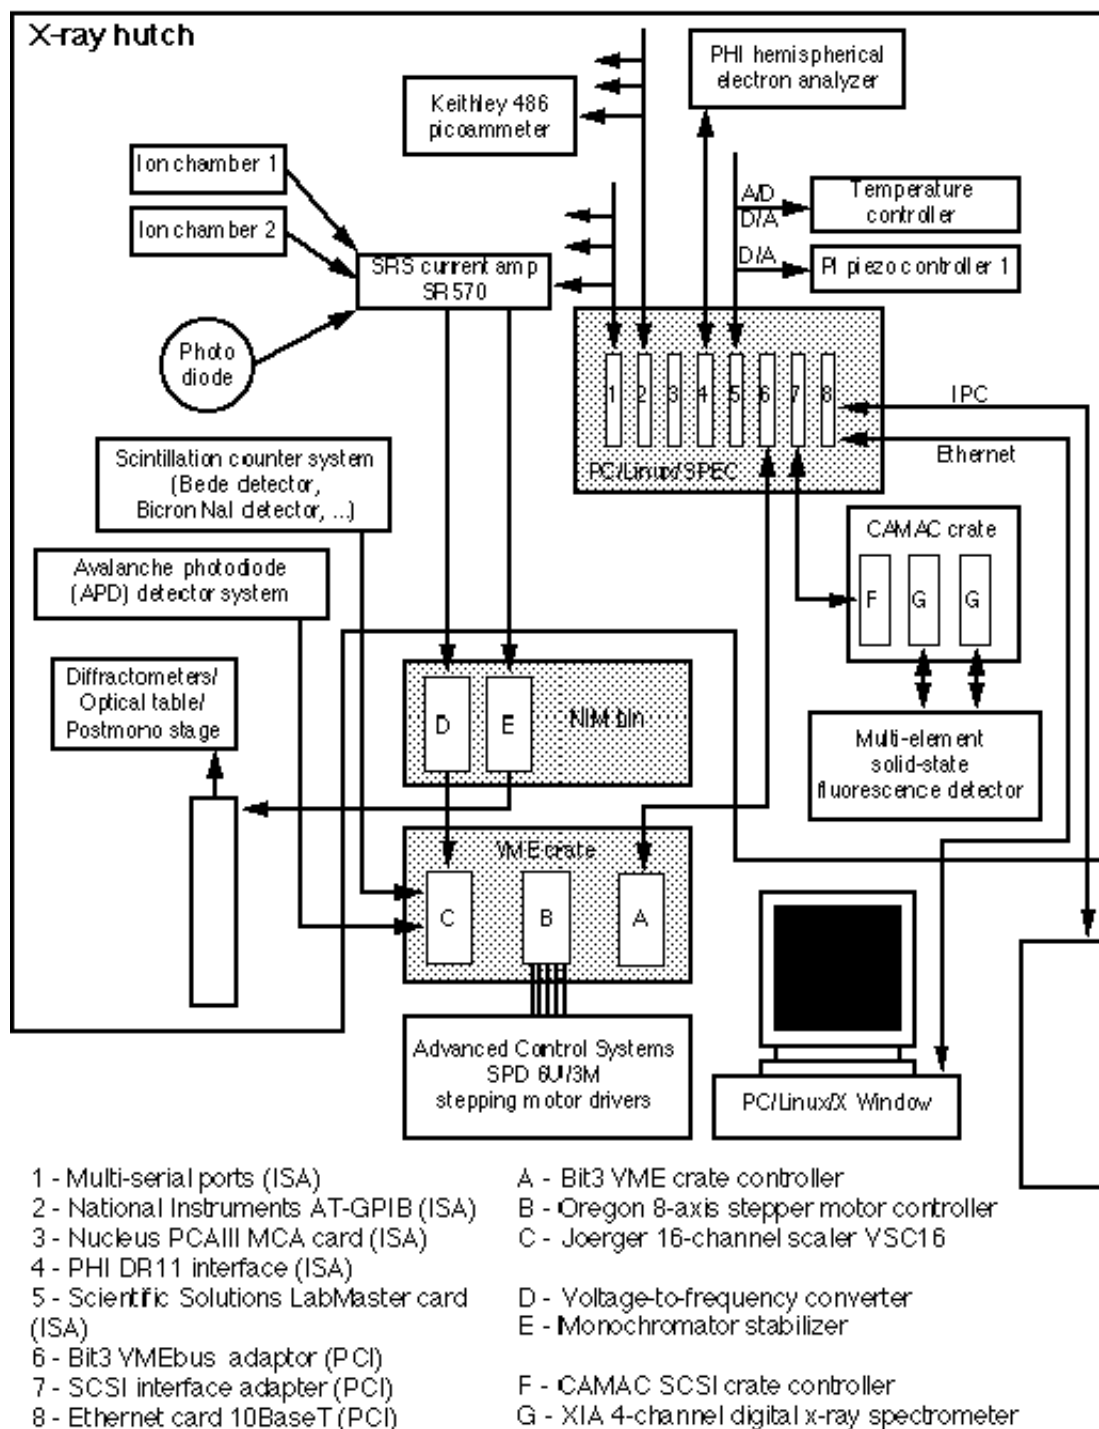 X-ray hutch
PHI hemispherical
electron analyzer
Keithley 486
picoammeter
Ion chamber 1
Ion chamber 2
A/D
D/A
Temperature
controller
D/A
PI piezo controller 1
SRS current amp
SR570
Photo
diode
1 2 3 4 5 6 7 8
PC/Linux/SPEC
IPC
Ethernet
Scintillation counter system
(Bede detector,
Bicron NaI detector, ...)
Avalanche photodiode
(APD) detector system
CAMAC crate
F G G
Diffractometers/
Optical table/
Postmono stage
D E NIM bin
Multi-element
solid-state
fluorescence detector
VME crate
C B A
Advanced Control Systems
SPD 6U/3M
stepping motor drivers
PC/Linux/X Window
1 - Multi-serial ports (ISA)
2 - National Instruments AT-GPIB (ISA)
3 - Nucleus PCAIII MCA card (ISA)
4 - PHI DR11 interface (ISA)
5 - Scientific Solutions LabMaster card
(ISA)
6 - Bit3 VMEbus adaptor (PCI)
7 - SCSI interface adapter (PCI)
8 - Ethernet card 10BaseT (PCI)
A - Bit3 VME crate controller
B - Oregon 8-axis stepper motor controller
C - Joerger 16-channel scaler VSC16
D - Voltage-to-frequency converter
E - Monochromator stabilizer
F - CAMAC SCSI crate controller
G - XIA 4-channel digital x-ray spectrometer